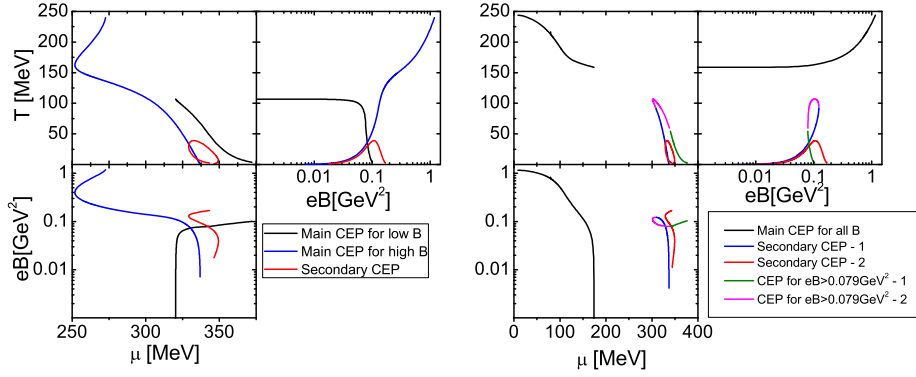 250
200
150
100
50
T [MeV]
0.01
0.1
1
eB[GeV²]
1
0.1
0.01
eB[GeV²]
250
300
350
μ [MeV]
Main CEP for low B
Main CEP for high B
Secondary CEP
250
200
150
100
50
T [MeV]
0.01
0.1
1
eB[GeV²]
1
0.1
0.01
eB[GeV²]
0
100
200
300
400
μ [MeV]
Main CEP for all B
Secondary CEP - 1
Secondary CEP - 2
CEP for eB>0.079GeV² - 1
CEP for eB>0.079GeV² - 2